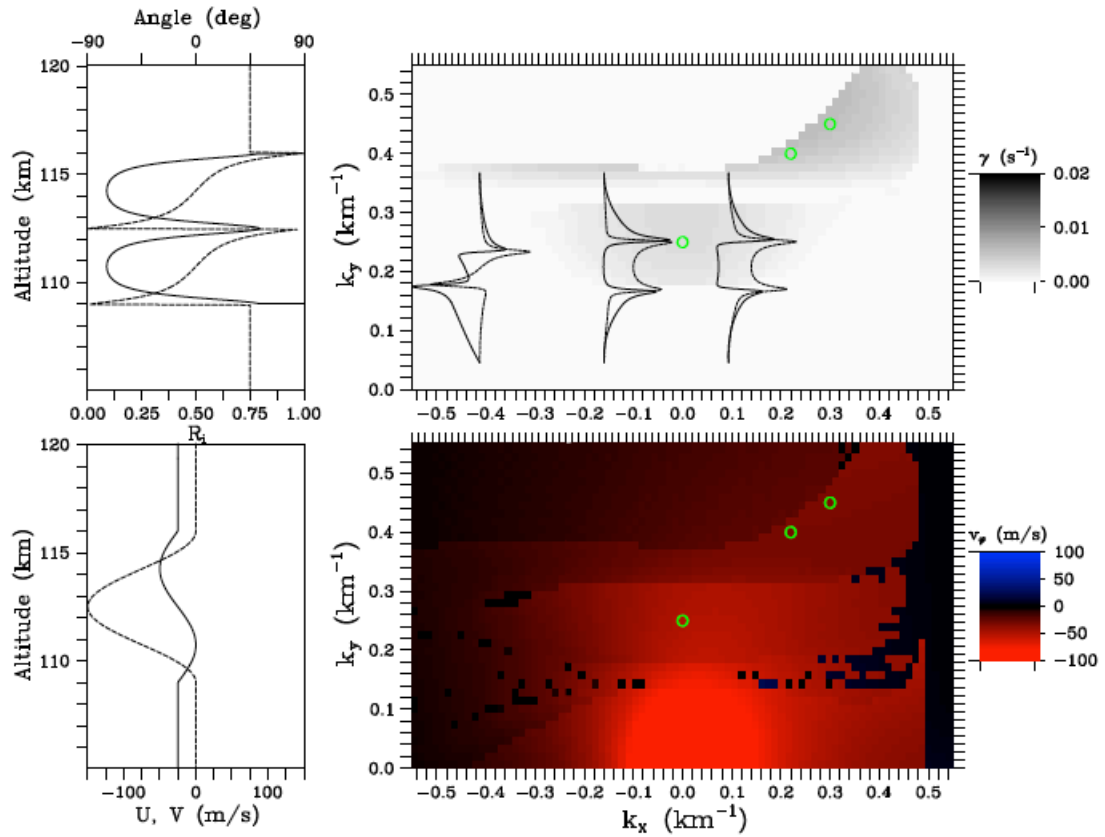 Angle (deg)
-90 0 90
120
115
110
Altitude (km)
0.00 0.25 0.50 0.75 1.00
R_i
0.5
0.4
0.3
0.2
0.1
0.0
k_y (km⁻¹)
-0.5 -0.4 -0.3 -0.2 -0.1 0.0 0.1 0.2 0.3 0.4 0.5
γ (s⁻¹)
0.02
0.01
0.00
120
115
110
Altitude (km)
-100 0 100
U, V (m/s)
0.5
0.4
0.3
0.2
0.1
0.0
k_y (km⁻¹)
-0.5 -0.4 -0.3 -0.2 -0.1 0.0 0.1 0.2 0.3 0.4 0.5
k_x (km⁻¹)
v_φ (m/s)
100
50
0
-50
-100